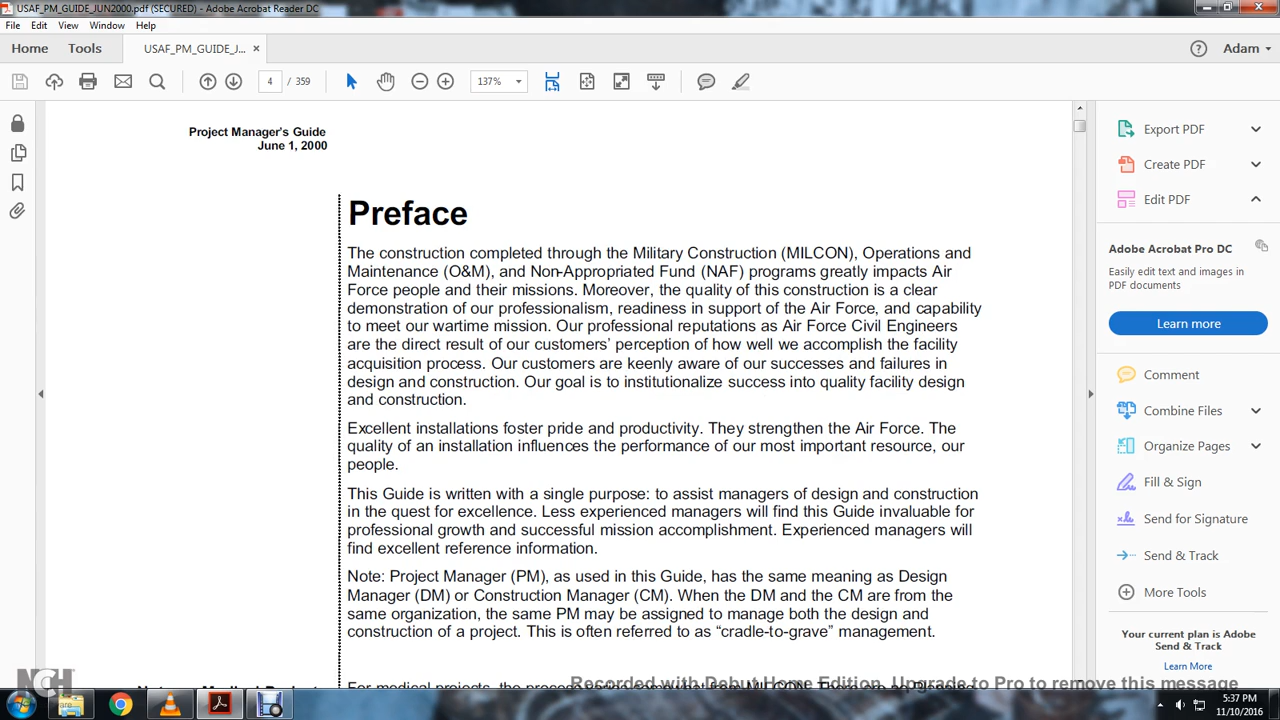 USAF_PM_GUIDE_JUN2000.pdf (SECURED) - Adobe Acrobat Reader DC
File Edit View Window Help
Home Tools USAF_PM_GUIDE_J... × Adam
4 / 359 137%
Project Manager's Guide
June 1, 2000
Preface
The construction completed through the Military Construction (MILCON), Operations and
Maintenance (O&M), and Non-Appropriated Fund (NAF) programs greatly impacts Air
Force people and their missions. Moreover, the quality of this construction is a clear
demonstration of our professionalism, readiness in support of the Air Force, and capability
to meet our wartime mission. Our professional reputations as Air Force Civil Engineers
are the direct result of our customers' perception of how well we accomplish the facility
acquisition process. Our customers are keenly aware of our successes and failures in
design and construction. Our goal is to institutionalize success into quality facility design
and construction.
Excellent installations foster pride and productivity. They strengthen the Air Force. The
quality of an installation influences the performance of our most important resource, our
people.
This Guide is written with a single purpose: to assist managers of design and construction
in the quest for excellence. Less experienced managers will find this Guide invaluable for
professional growth and successful mission accomplishment. Experienced managers will
find excellent reference information.
Note: Project Manager (PM), as used in this Guide, has the same meaning as Design
Manager (DM) or Construction Manager (CM). When the DM and the CM are from the
same organization, the same PM may be assigned to manage both the design and
construction of a project. This is often referred to as “cradle-to-grave” management.
For medical projects, the
Export PDF
Create PDF
Edit PDF
Adobe Acrobat Pro DC
Easily edit text and images in
PDF documents
Learn more
Comment
Combine Files
Organize Pages
Fill & Sign
Send for Signature
Send & Track
More Tools
Your current plan is Adobe
Send & Track
Learn More
NCH
Recorded with Debut Home Edition. Upgrade to Pro to remove this message
5:37 PM
11/10/2016